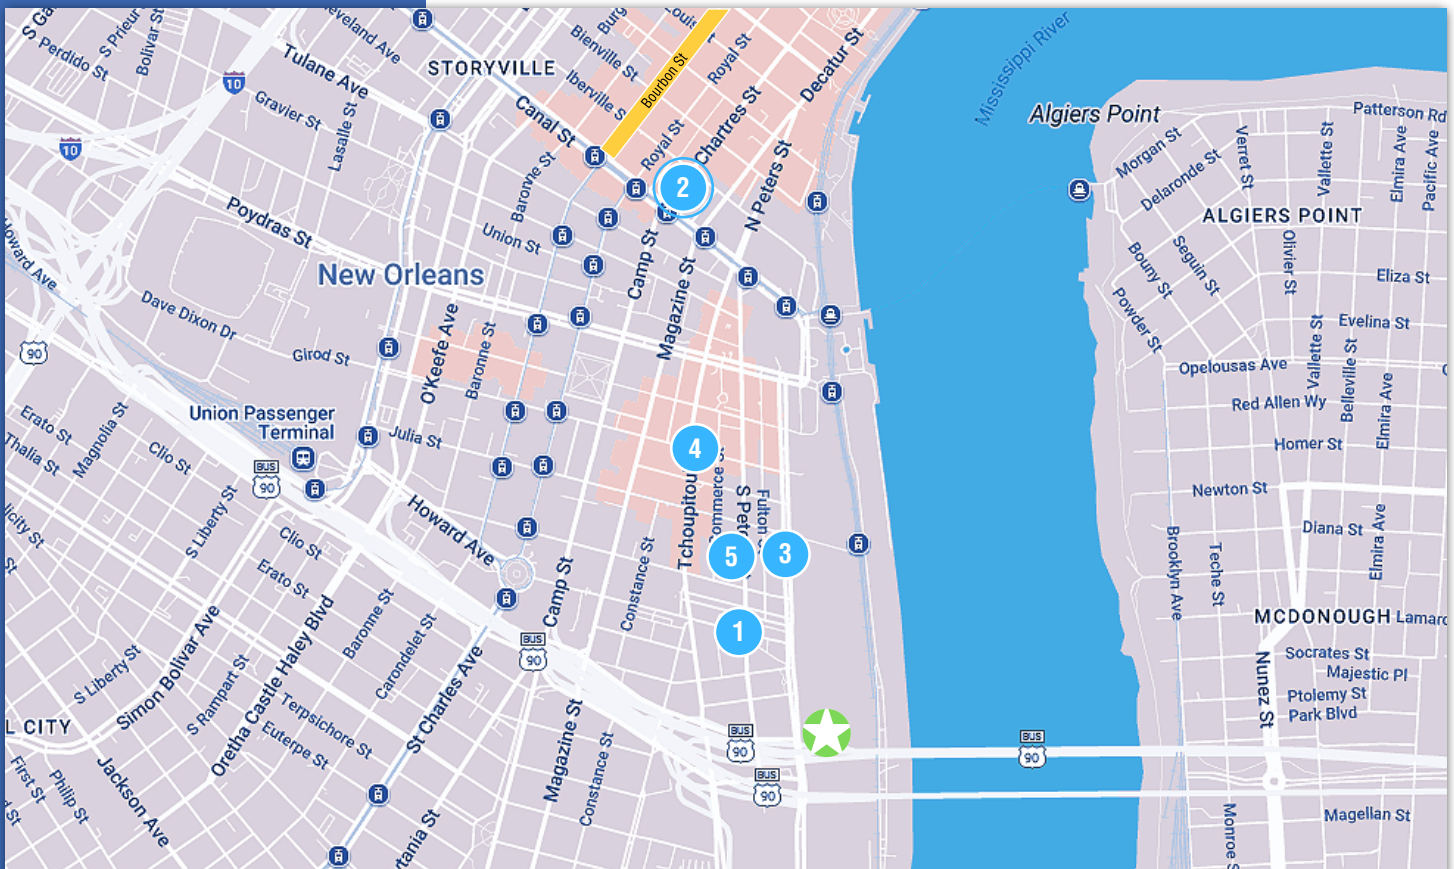 Cleveland Ave
Bienville St
Iberville S
Bourbon St
Royal St
Decatur St
Mississippi River
Perdido St
S Prieur
Bolivar St
Tulane Ave
STORYVILLE
10
Gravier St
Lasalle St
Canal St
Royal St
Chartres St
N Peters St
10
Algiers Point
Patterson Rd
Morgan St
Verret St
Vallette St
Elmira Ave
Pacific Ave
Delaronde St
ALGIERS POINT
Baronne St
2
Poydras St
Union St
Camp St
Howard Ave
New Orleans
Magazine St
Bouny St
Seguin St
Olivier St
Eliza St
Dave Dixon Dr
Powder St
Evelina St
Girod St
O'Keefe Ave
Baronne St
90
Vallette St
Belleville St
Opelousas Ave
Red Allen Wy
Elmira Ave
Union Passenger
Terminal
Erato St
Magnolia St
Julia St
Homer St
Thalia St
Clio St
4
BUS
90
Newton St
Tchoupitou
ommerce S
S Pete
Fulton
S Liberty St
Howard Ave
licity St
Diana St
Elmira Ave
Clio St
Constance St
5
3
Brooklyn Ave
Teche St
Erato St
Camp St
1
Baronne St
Carondelet St
MCDONOUGH
Lamarc
BUS
90
Simon Bolivar Ave
Oretha Castle Haley Blvd
Socrates St
Majestic Pl
S Liberty St
S Rampart St
St Charles Ave
Nunez St
Ptolemy St
Park Blvd
L CITY
Terpsichore St
Euterpe St
Magazine St
Constance St
BUS
90
BUS
90
BUS
90
First St
Philip St
Jackson Ave
Monroe S
Magellan St
tania St